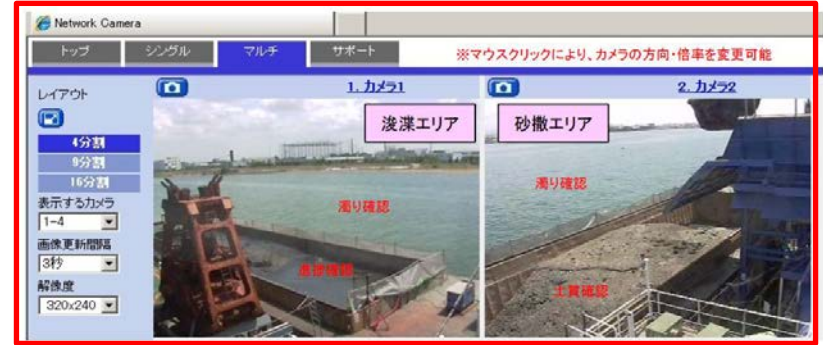 Network Camera
トップ シングル マルチ サポート
※マウスクリックにより、カメラの方向・倍率を変更可能
レイアウト
4分割
9分割
16分割
表示するカメラ
1-4
画像更新間隔
3秒
解像度
320x240
1. カメラ1
浚渫エリア
濁り確認
2. カメラ2
砂撒エリア
濁り確認
土質確認